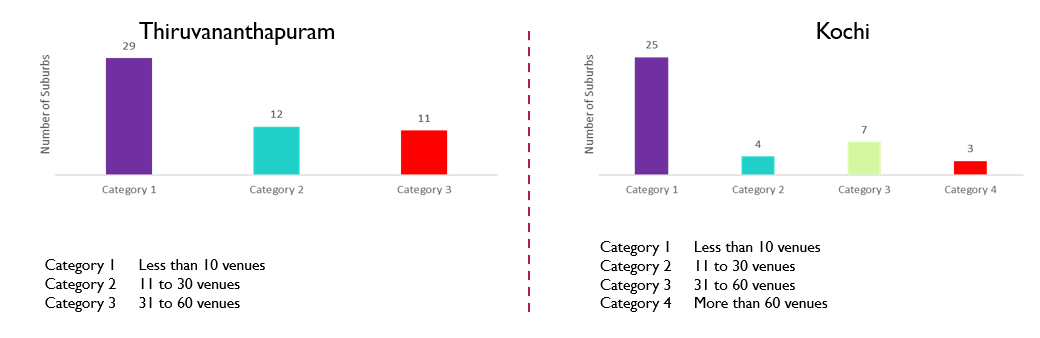 Thiruvananthapuram
Number of Suburbs
29
12
11
Category 1
Category 2
Category 3
Category 1 Less than 10 venues
Category 2 11 to 30 venues
Category 3 31 to 60 venues
Kochi
Number of Suburbs
25
4
7
3
Category 1
Category 2
Category 3
Category 4
Category 1 Less than 10 venues
Category 2 11 to 30 venues
Category 3 31 to 60 venues
Category 4 More than 60 venues